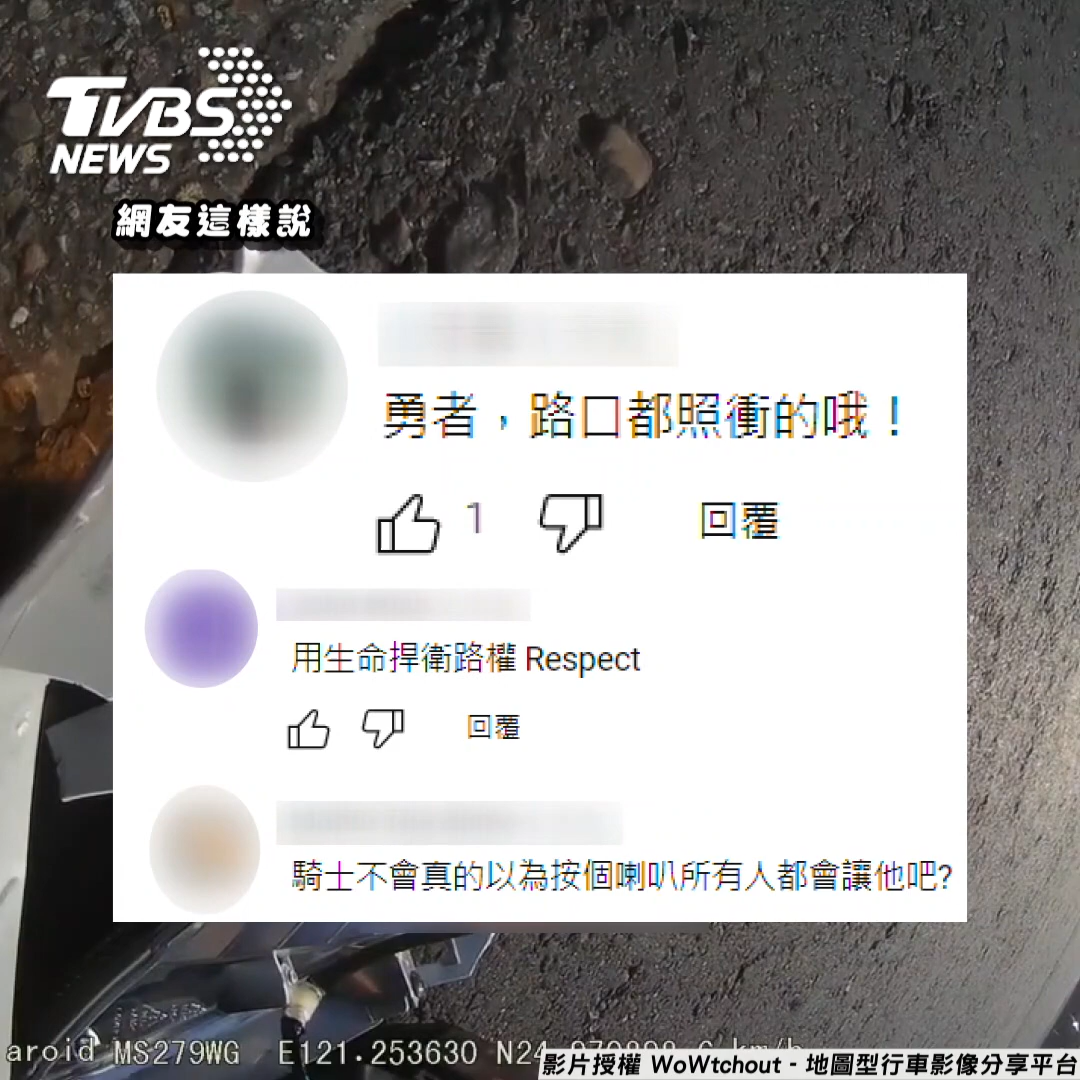 TVBS
NEWS
網友這樣說
勇者，路口都照衝的哦！
1
回覆
用生命捍衛路權 Respect
回覆
騎士不會真的以為按個喇叭所有人都會讓他吧?
aroid MS279WG E121.253630 N24
影片授權 WoWtchout - 地圖型行車影像分享平台